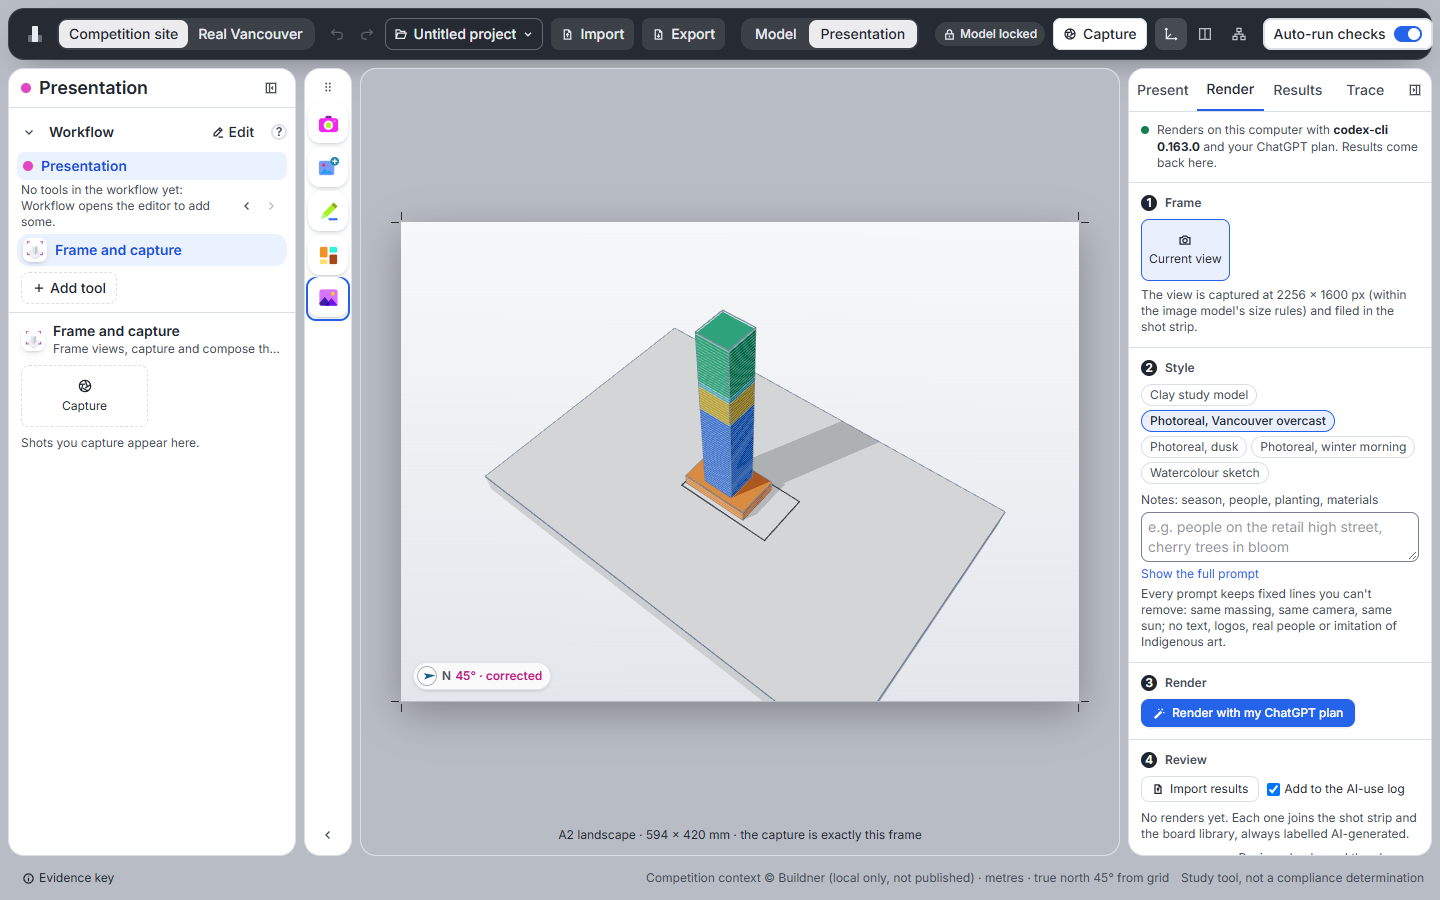 Competition site
Real Vancouver
Untitled project
Import
Export
Model
Presentation
Model locked
Capture
Auto-run checks
Presentation
Workflow
Edit
?
Presentation
No tools in the workflow yet:
Workflow opens the editor to add
some.
Frame and capture
+ Add tool
Frame and capture
Frame views, capture and compose th...
Capture
Shots you capture appear here.
N 45° · corrected
A2 landscape · 594 × 420 mm · the capture is exactly this frame
Present
Render
Results
Trace
Renders on this computer with codex-cli
0.163.0 and your ChatGPT plan. Results come
back here.
1 Frame
Current view
The view is captured at 2256 × 1600 px (within
the image model's size rules) and filed in the
shot strip.
2 Style
Clay study model
Photoreal, Vancouver overcast
Photoreal, dusk
Photoreal, winter morning
Watercolour sketch
Notes: season, people, planting, materials
e.g. people on the retail high street,
cherry trees in bloom
Show the full prompt
Every prompt keeps fixed lines you can't
remove: same massing, same camera, same
sun; no text, logos, real people or imitation of
Indigenous art.
3 Render
Render with my ChatGPT plan
4 Review
Import results
Add to the AI-use log
No renders yet. Each one joins the shot strip and
the board library, always labelled AI-generated.
Evidence key
Competition context © Buildner (local only, not published) · metres · true north 45° from grid
Study tool, not a compliance determination